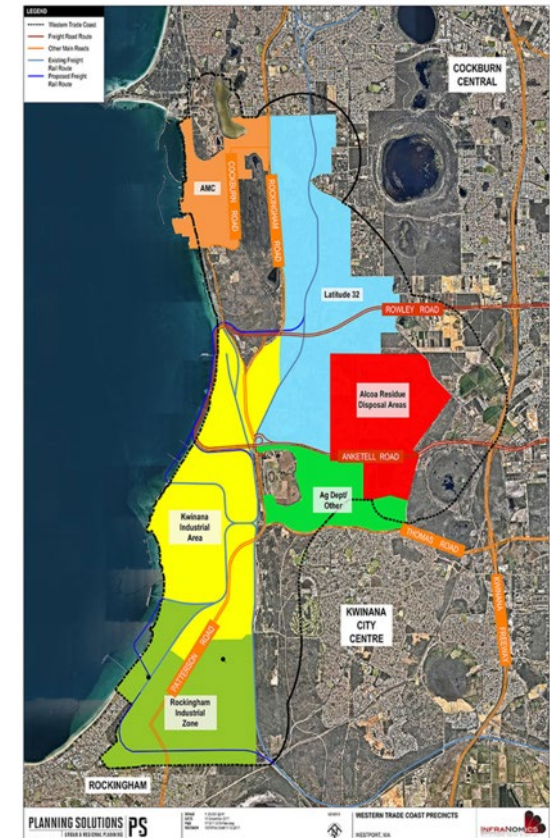 LEGEND
Western Trade Coast
Freight Road Route
Other Main Roads
Existing Freight
Rail Route
Proposed Freight
Rail Route
COCKBURN
CENTRAL
AMC
COCKBURN ROAD
ROCKINGHAM ROAD
Latitude 32
ROWLEY ROAD
Alcoa Residue
Disposal Areas
ANKETELL ROAD
Ag Dept/
Other
Kwinana
Industrial
Area
THOMAS ROAD
KWINANA
CITY
CENTRE
KWINANA FREEWAY
PATTERSON ROAD
Rockingham
Industrial
Zone
ROCKINGHAM
PLANNING SOLUTIONS PS
URBAN & REGIONAL PLANNING
WESTERN TRADE COAST PRECINCTS
WESTPORT, WA